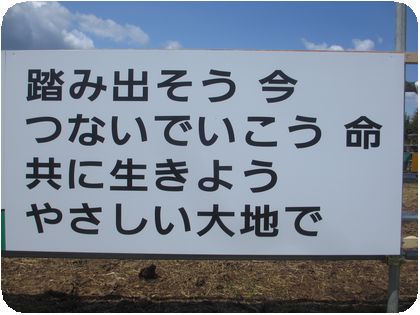 踏み出そう 今
つないでいこう 命
共に生きよう
やさしい大地で